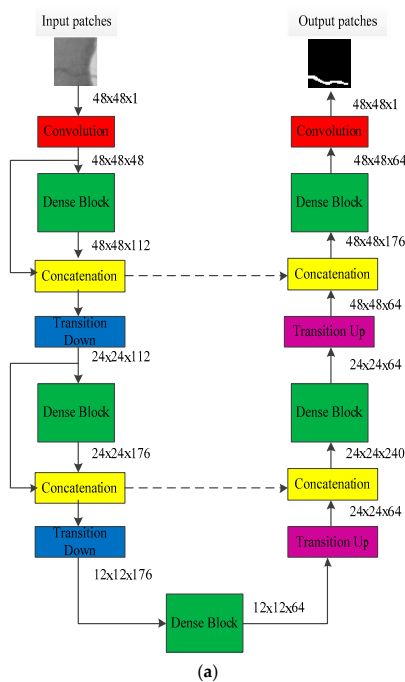 Input patches
48x48x1
Convolution
48x48x48
Dense Block
48x48x112
Concatenation
Transition
Down
24x24x112
Dense Block
24x24x176
Concatenation
Transition
Down
12x12x176
Dense Block
12x12x64
Output patches
48x48x1
Convolution
48x48x64
Dense Block
48x48x176
Concatenation
48x48x64
Transition Up
24x24x64
Dense Block
24x24x240
Concatenation
24x24x64
Transition Up
(a)